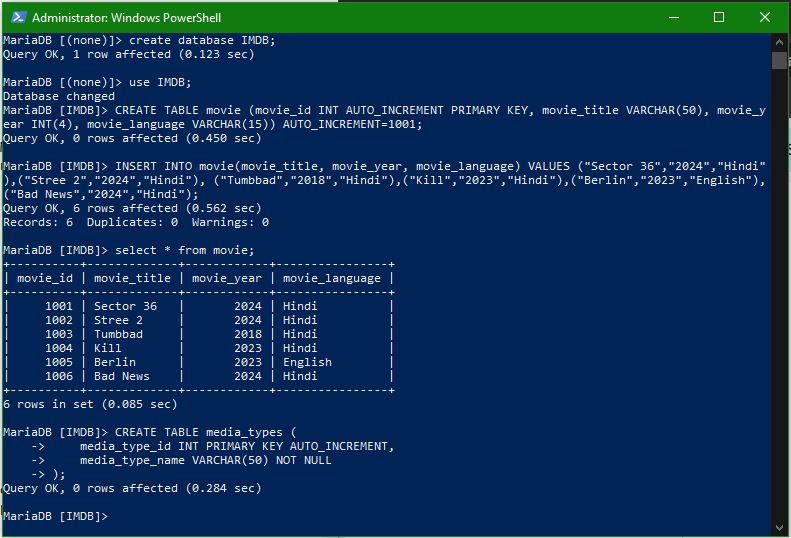 Administrator: Windows PowerShell
MariaDB [(none)]> create database IMDB;
Query OK, 1 row affected (0.123 sec)
MariaDB [(none)]> use IMDB;
Database changed
MariaDB [IMDB]> CREATE TABLE movie (movie_id INT AUTO_INCREMENT PRIMARY KEY, movie_title VARCHAR(50), movie_y
ear INT(4), movie_language VARCHAR(15)) AUTO_INCREMENT=1001;
Query OK, 0 rows affected (0.450 sec)
MariaDB [IMDB]> INSERT INTO movie(movie_title, movie_year, movie_language) VALUES ("Sector 36","2024","Hindi"
),("Stree 2","2024","Hindi"), ("Tumbbad","2018","Hindi"),("Kill","2023","Hindi"),("Berlin","2023","English"),
("Bad News","2024","Hindi");
Query OK, 6 rows affected (0.562 sec)
Records: 6  Duplicates: 0  Warnings: 0
MariaDB [IMDB]> select * from movie;
+----------+-------------+------------+----------------+
| movie_id | movie_title | movie_year | movie_language |
+----------+-------------+------------+----------------+
|     1001 | Sector 36   |       2024 | Hindi          |
|     1002 | Stree 2     |       2024 | Hindi          |
|     1003 | Tumbbad     |       2018 | Hindi          |
|     1004 | Kill        |       2023 | Hindi          |
|     1005 | Berlin      |       2023 | English        |
|     1006 | Bad News    |       2024 | Hindi          |
+----------+-------------+------------+----------------+
6 rows in set (0.085 sec)
MariaDB [IMDB]> CREATE TABLE media_types (
    ->     media_type_id INT PRIMARY KEY AUTO_INCREMENT,
    ->     media_type_name VARCHAR(50) NOT NULL
    -> );
Query OK, 0 rows affected (0.284 sec)
MariaDB [IMDB]>